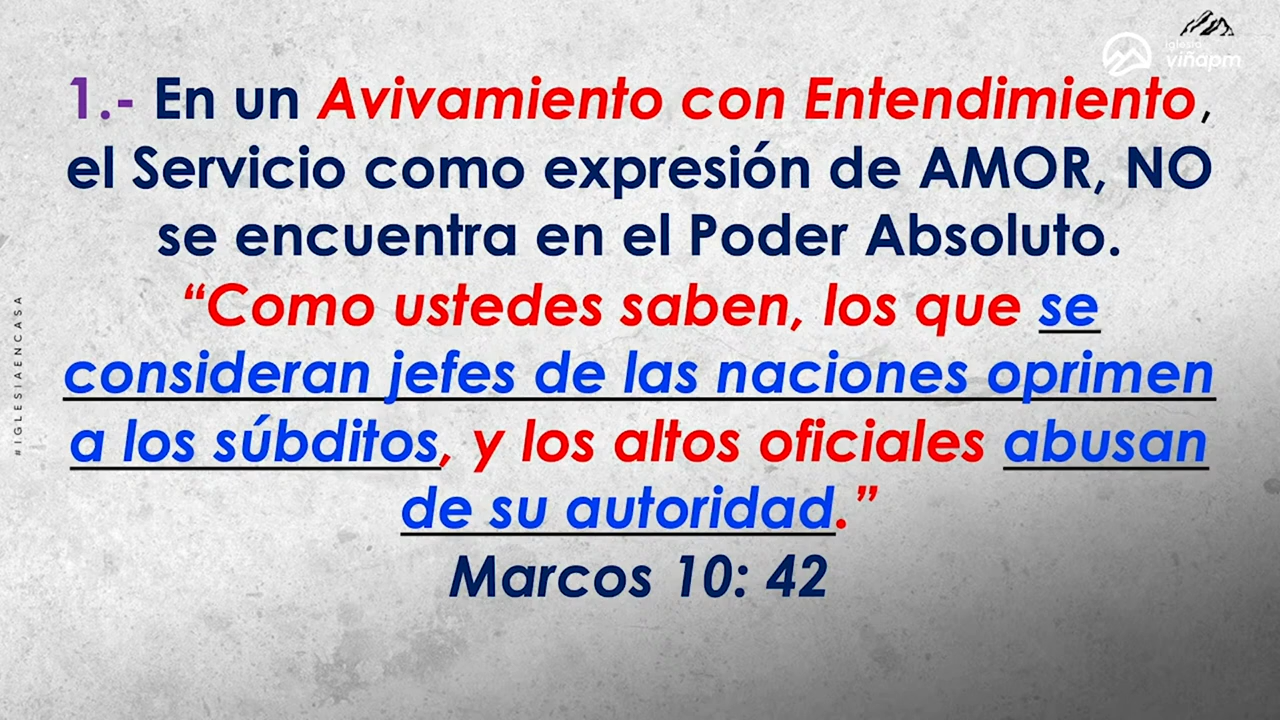 iglesia
viñapm
1.- En un Avivamiento con Entendimiento,
el Servicio como expresión de AMOR, NO
se encuentra en el Poder Absoluto.
“Como ustedes saben, los que se
consideran jefes de las naciones oprimen
a los súbditos, y los altos oficiales abusan
de su autoridad.”
Marcos 10: 42
#IGLESIAENCASA